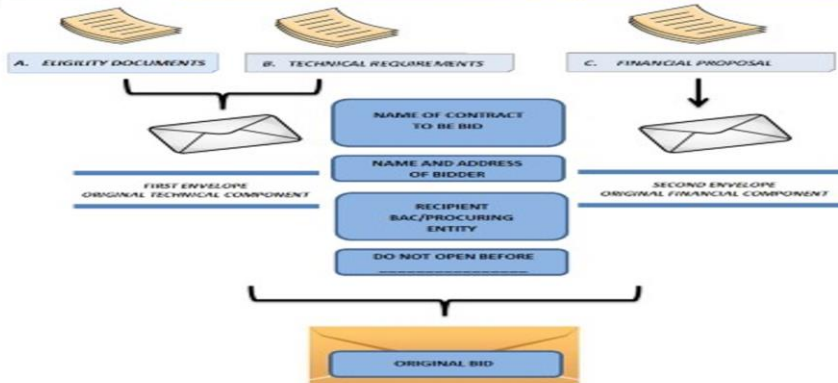 A. ELIGILITY DOCUMENTS
B. TECHNICAL REQUIREMENTS
C. FINANCIAL PROPOSAL
NAME OF CONTRACT
TO BE BID
NAME AND ADDRESS
OF BIDDER
FIRST ENVELOPE
ORIGINAL TECHNICAL COMPONENT
SECOND ENVELOPE
ORIGINAL FINANCIAL COMPONENT
RECIPIENT
BAC/PROCURING
ENTITY
DO NOT OPEN BEFORE
________________
ORIGINAL BID